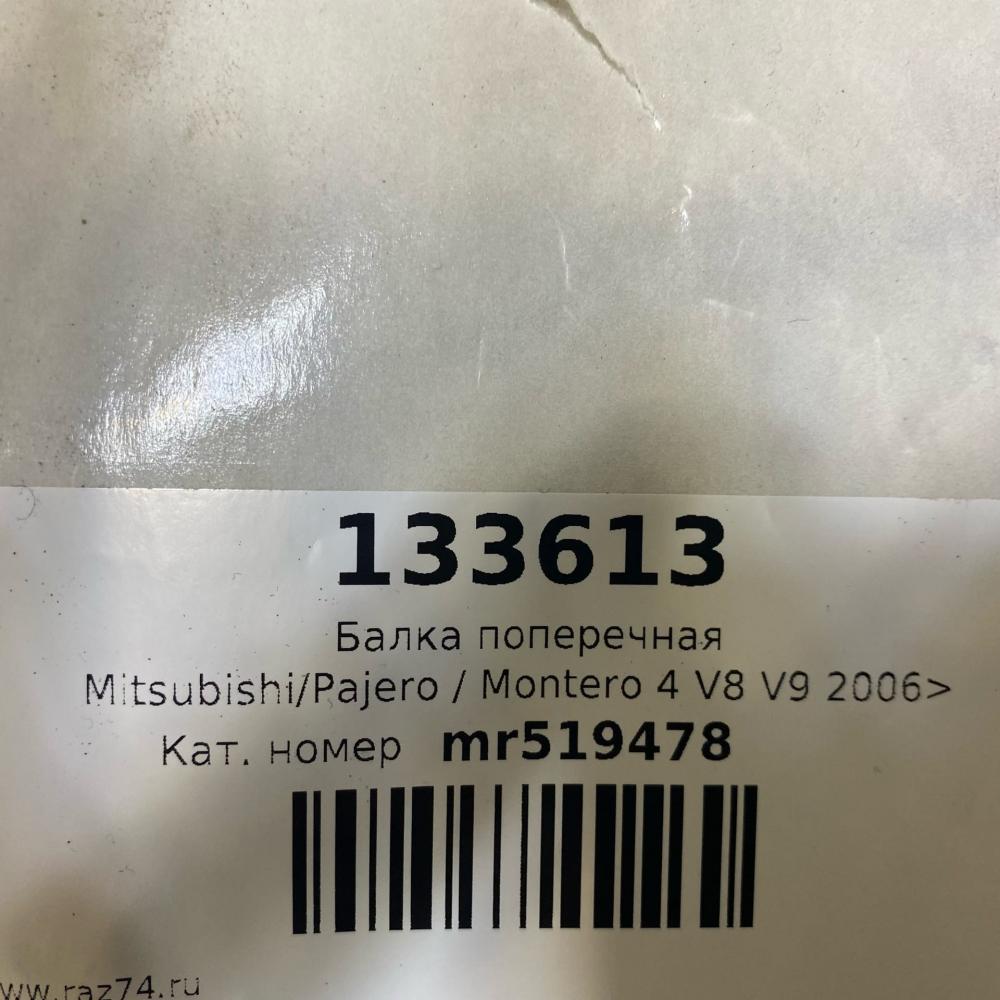 133613
Балка поперечная
Mitsubishi/Pajero / Montero 4 V8 V9 2006>
Кат. номер mr519478
www.raz74.ru